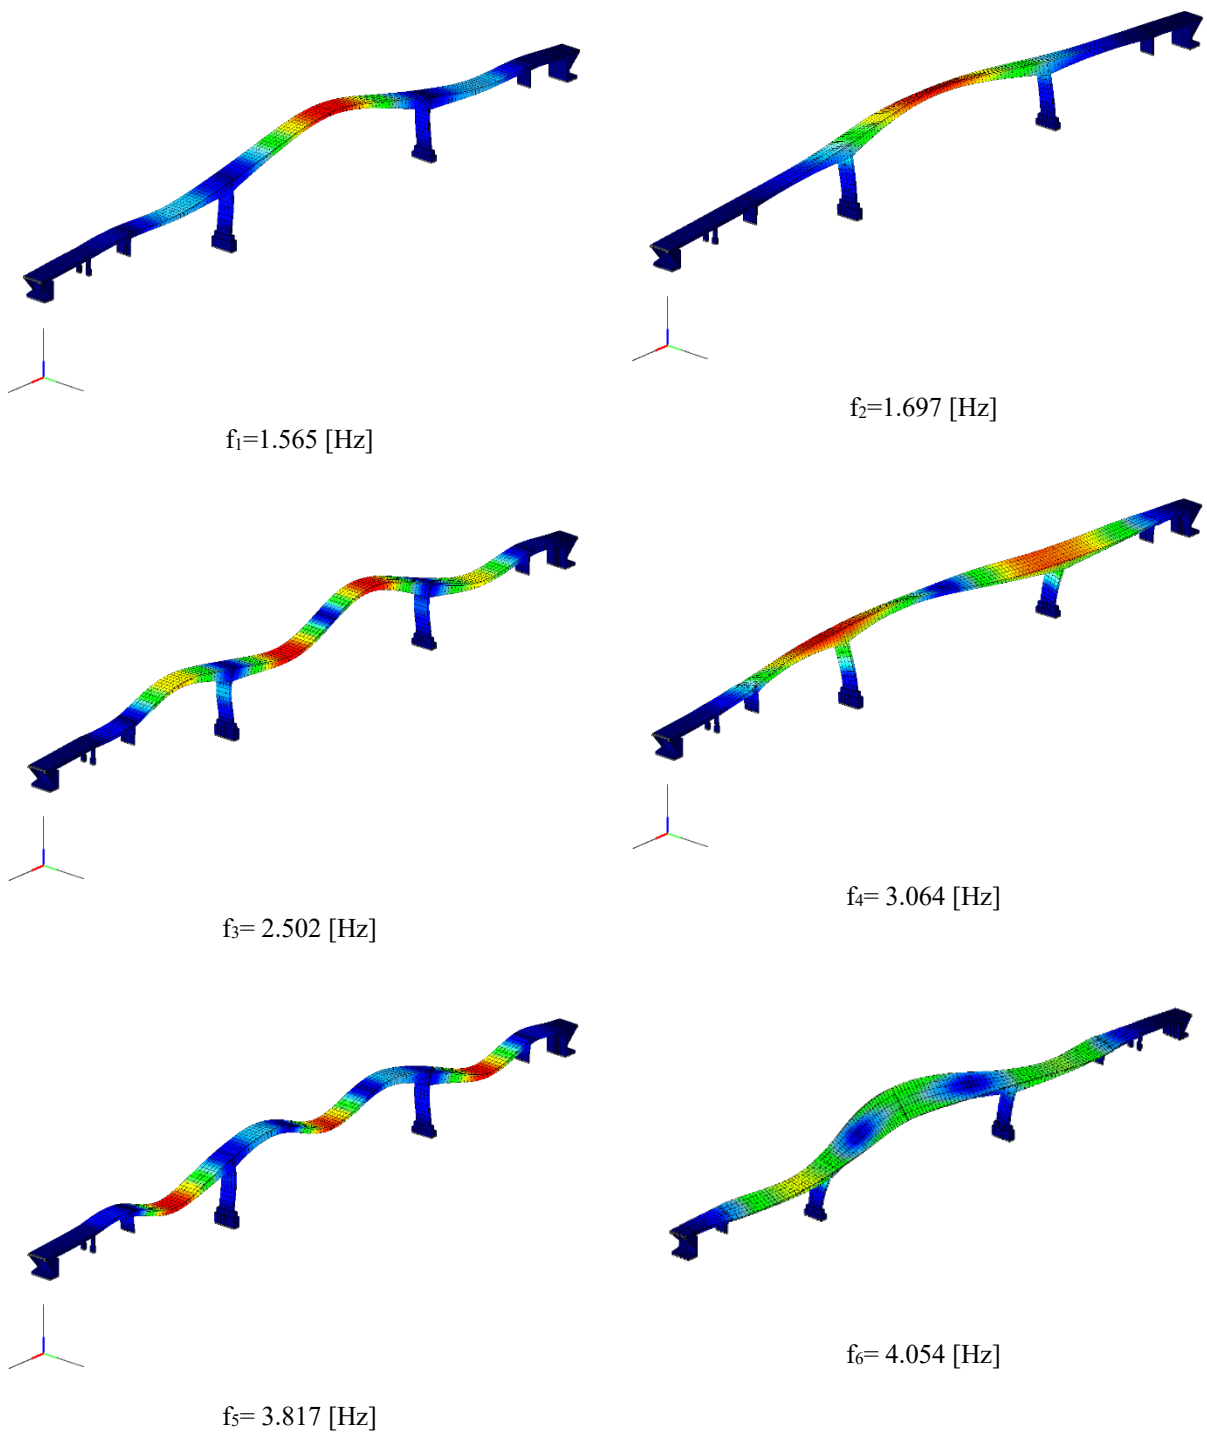 f₁=1.565 [Hz]
f₂=1.697 [Hz]
f₃= 2.502 [Hz]
f₄= 3.064 [Hz]
f₅= 3.817 [Hz]
f₆= 4.054 [Hz]